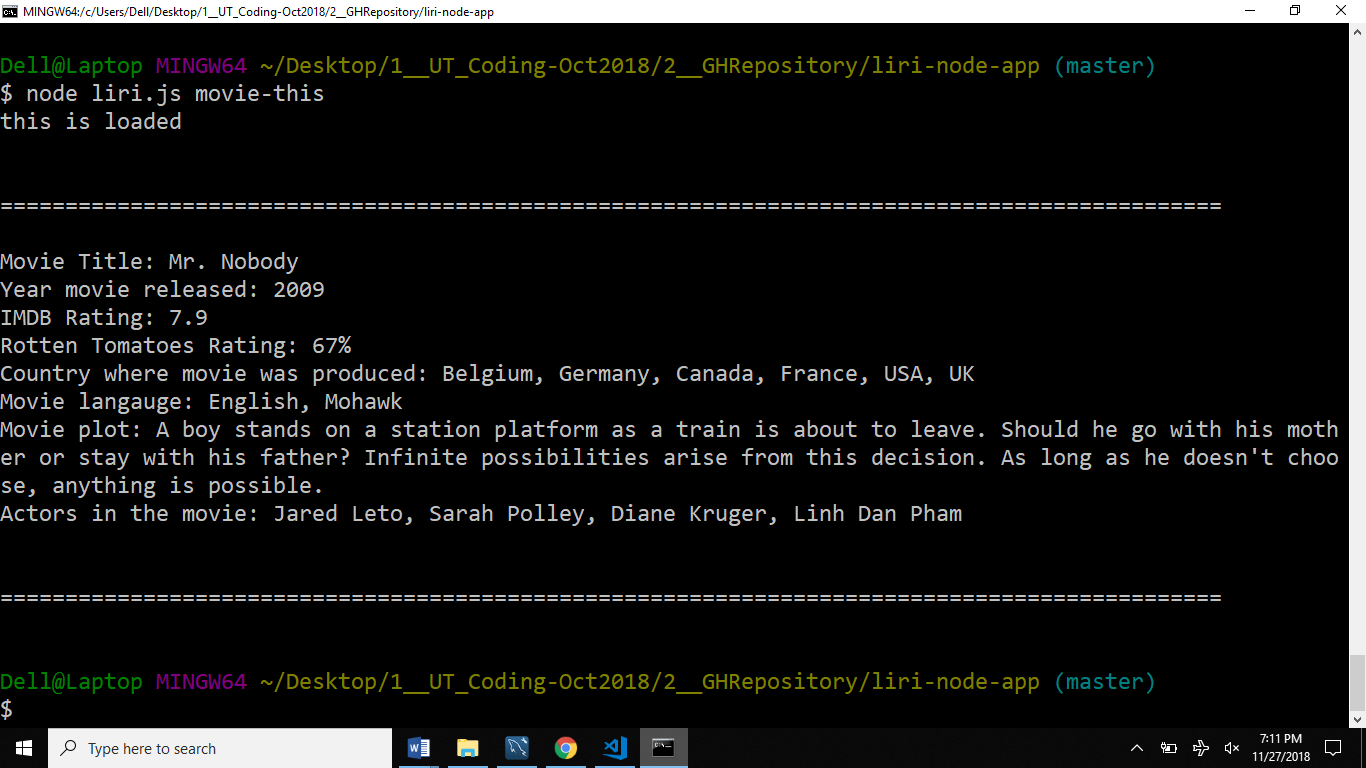 MINGW64:/c/Users/Dell/Desktop/1__UT_Coding-Oct2018/2__GHRepository/liri-node-app
Dell@Laptop MINGW64 ~/Desktop/1__UT_Coding-Oct2018/2__GHRepository/liri-node-app (master)
$ node liri.js movie-this
this is loaded
==============================================================================================
Movie Title: Mr. Nobody
Year movie released: 2009
IMDB Rating: 7.9
Rotten Tomatoes Rating: 67%
Country where movie was produced: Belgium, Germany, Canada, France, USA, UK
Movie langauge: English, Mohawk
Movie plot: A boy stands on a station platform as a train is about to leave. Should he go with his moth
er or stay with his father? Infinite possibilities arise from this decision. As long as he doesn't choo
se, anything is possible.
Actors in the movie: Jared Leto, Sarah Polley, Diane Kruger, Linh Dan Pham
==============================================================================================
Dell@Laptop MINGW64 ~/Desktop/1__UT_Coding-Oct2018/2__GHRepository/liri-node-app (master)
$
Type here to search
7:11 PM
11/27/2018